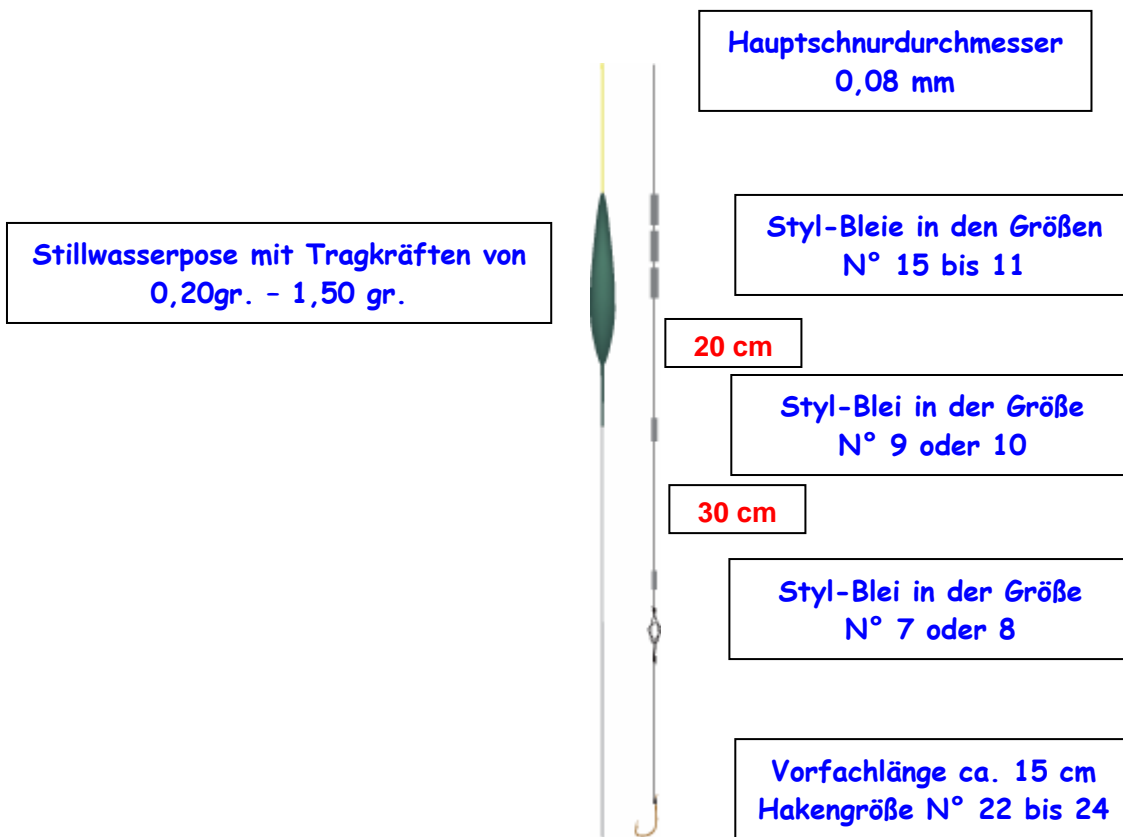 Hauptschnurdurchmesser
0,08 mm
Stillwasserpose mit Tragkräften von
0,20gr. – 1,50 gr.
Styl-Bleie in den Größen
N° 15 bis 11
20 cm
Styl-Blei in der Größe
N° 9 oder 10
30 cm
Styl-Blei in der Größe
N° 7 oder 8
Vorfachlänge ca. 15 cm
Hakengröße N° 22 bis 24